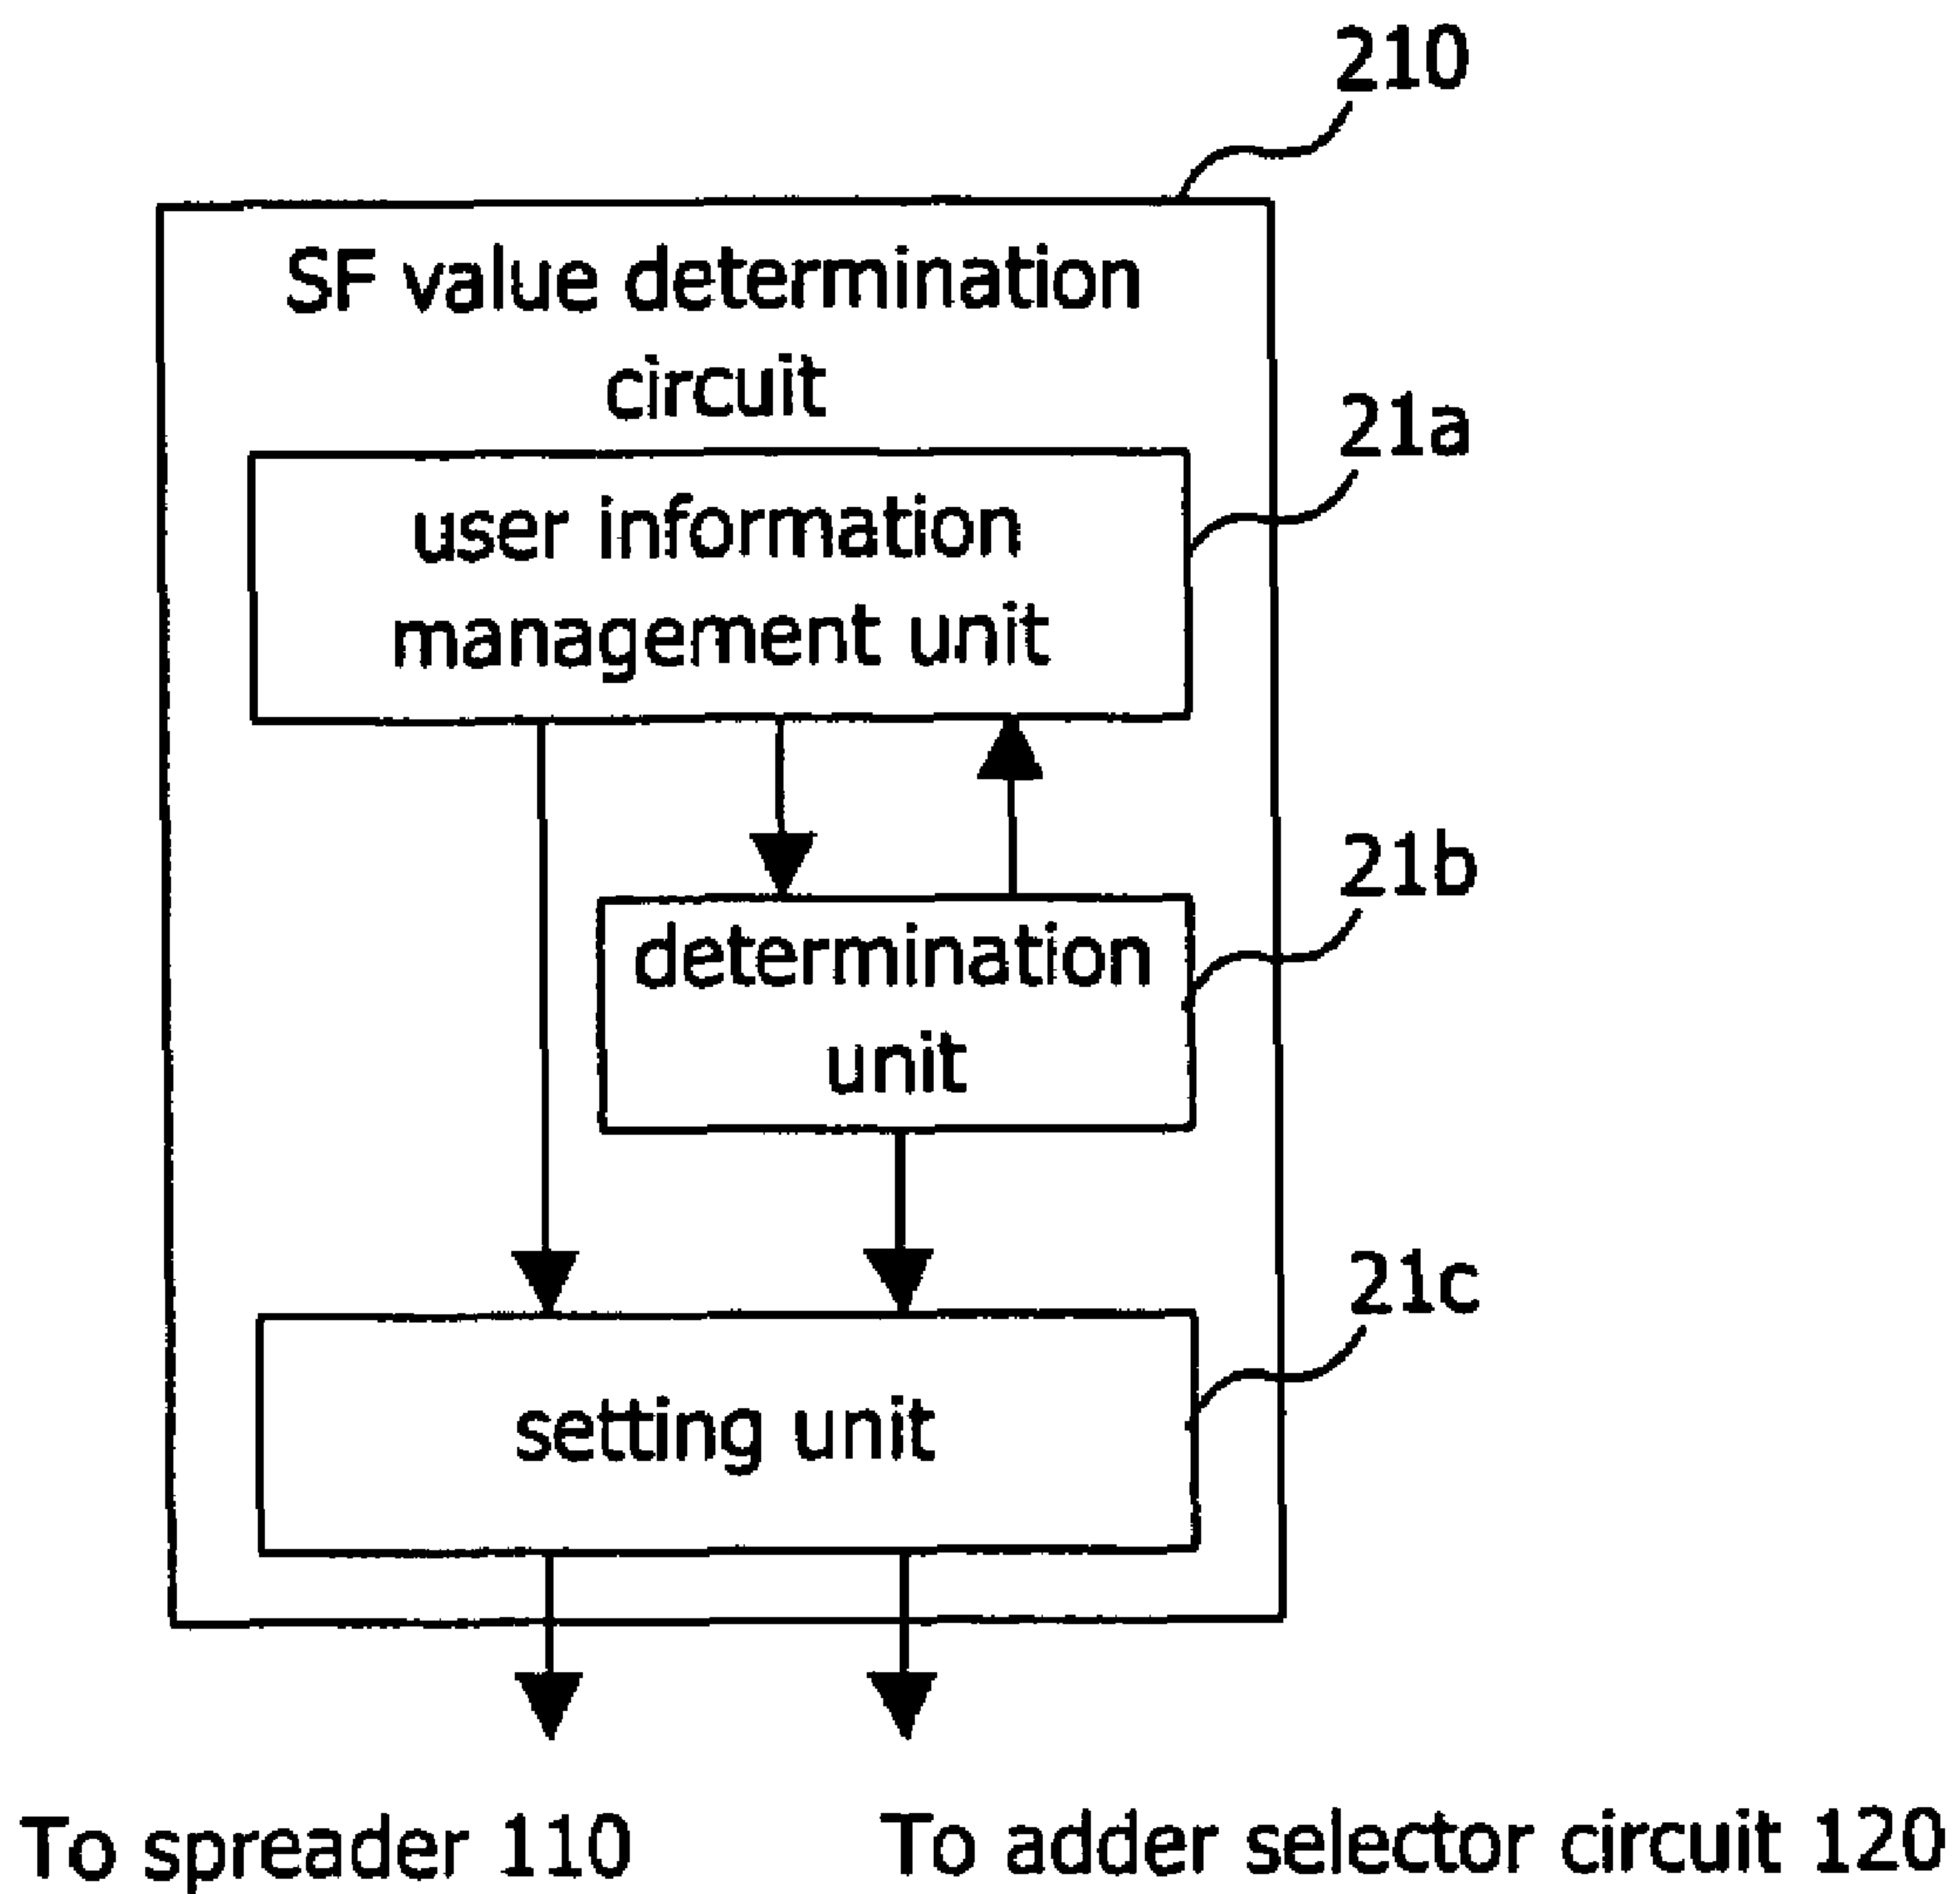 210
SF value determination
circuit
21a
user information
management unit
21b
determination
unit
21c
setting unit
To spreader 110
To adder selector circuit 120